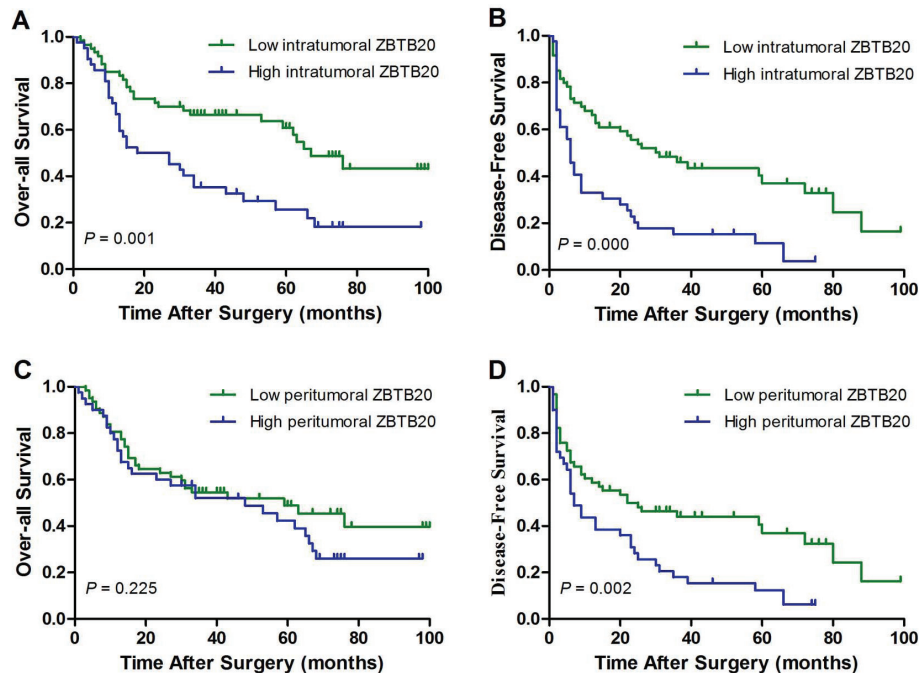 A
Over-all Survival
1.0
0.8
0.6
0.4
0.2
0.0
Low intratumoral ZBTB20
High intratumoral ZBTB20
P = 0.001
0 20 40 60 80 100
Time After Surgery (months)
B
Disease-Free Survival
1.0
0.8
0.6
0.4
0.2
0.0
Low intratumoral ZBTB20
High intratumoral ZBTB20
P = 0.000
0 20 40 60 80 100
Time After Surgery (months)
C
Over-all Survival
1.0
0.8
0.6
0.4
0.2
0.0
Low peritumoral ZBTB20
High peritumoral ZBTB20
P = 0.225
0 20 40 60 80 100
Time After Surgery (months)
D
Disease-Free Survival
1.0
0.8
0.6
0.4
0.2
0.0
Low peritumoral ZBTB20
High peritumoral ZBTB20
P = 0.002
0 20 40 60 80 100
Time After Surgery (months)